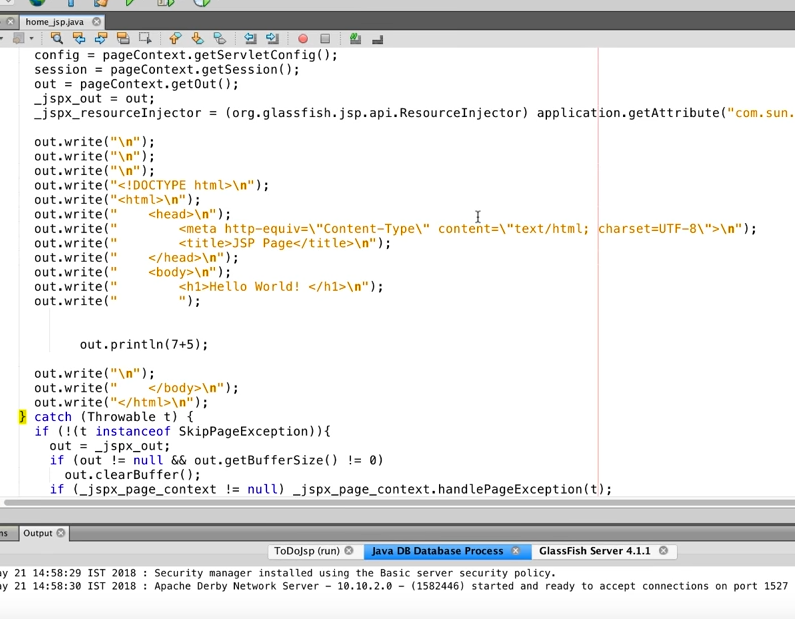 home_jsp.java
config = pageContext.getServletConfig();
session = pageContext.getSession();
out = pageContext.getOut();
_jspx_out = out;
_jspx_resourceInjector = (org.glassfish.jsp.api.ResourceInjector) application.getAttribute("com.sun.
out.write("\n");
out.write("\n");
out.write("\n");
out.write("<!DOCTYPE html>\n");
out.write("<html>\n");
out.write("    <head>\n");
out.write("        <meta http-equiv=\"Content-Type\" content=\"text/html; charset=UTF-8\">\n");
out.write("        <title>JSP Page</title>\n");
out.write("    </head>\n");
out.write("    <body>\n");
out.write("        <h1>Hello World! </h1>\n");
out.write("        ");
out.println(7+5);
out.write("\n");
out.write("    </body>\n");
out.write("</html>\n");
} catch (Throwable t) {
if (!(t instanceof SkipPageException)){
out = _jspx_out;
if (out != null && out.getBufferSize() != 0)
out.clearBuffer();
if (_jspx_page_context != null) _jspx_page_context.handlePageException(t);
Output
ToDoJsp (run) Java DB Database Process GlassFish Server 4.1.1
21 14:58:29 IST 2018 : Security manager installed using the Basic server security policy.
21 14:58:30 IST 2018 : Apache Derby Network Server - 10.10.2.0 - (1582446) started and ready to accept connections on port 1527